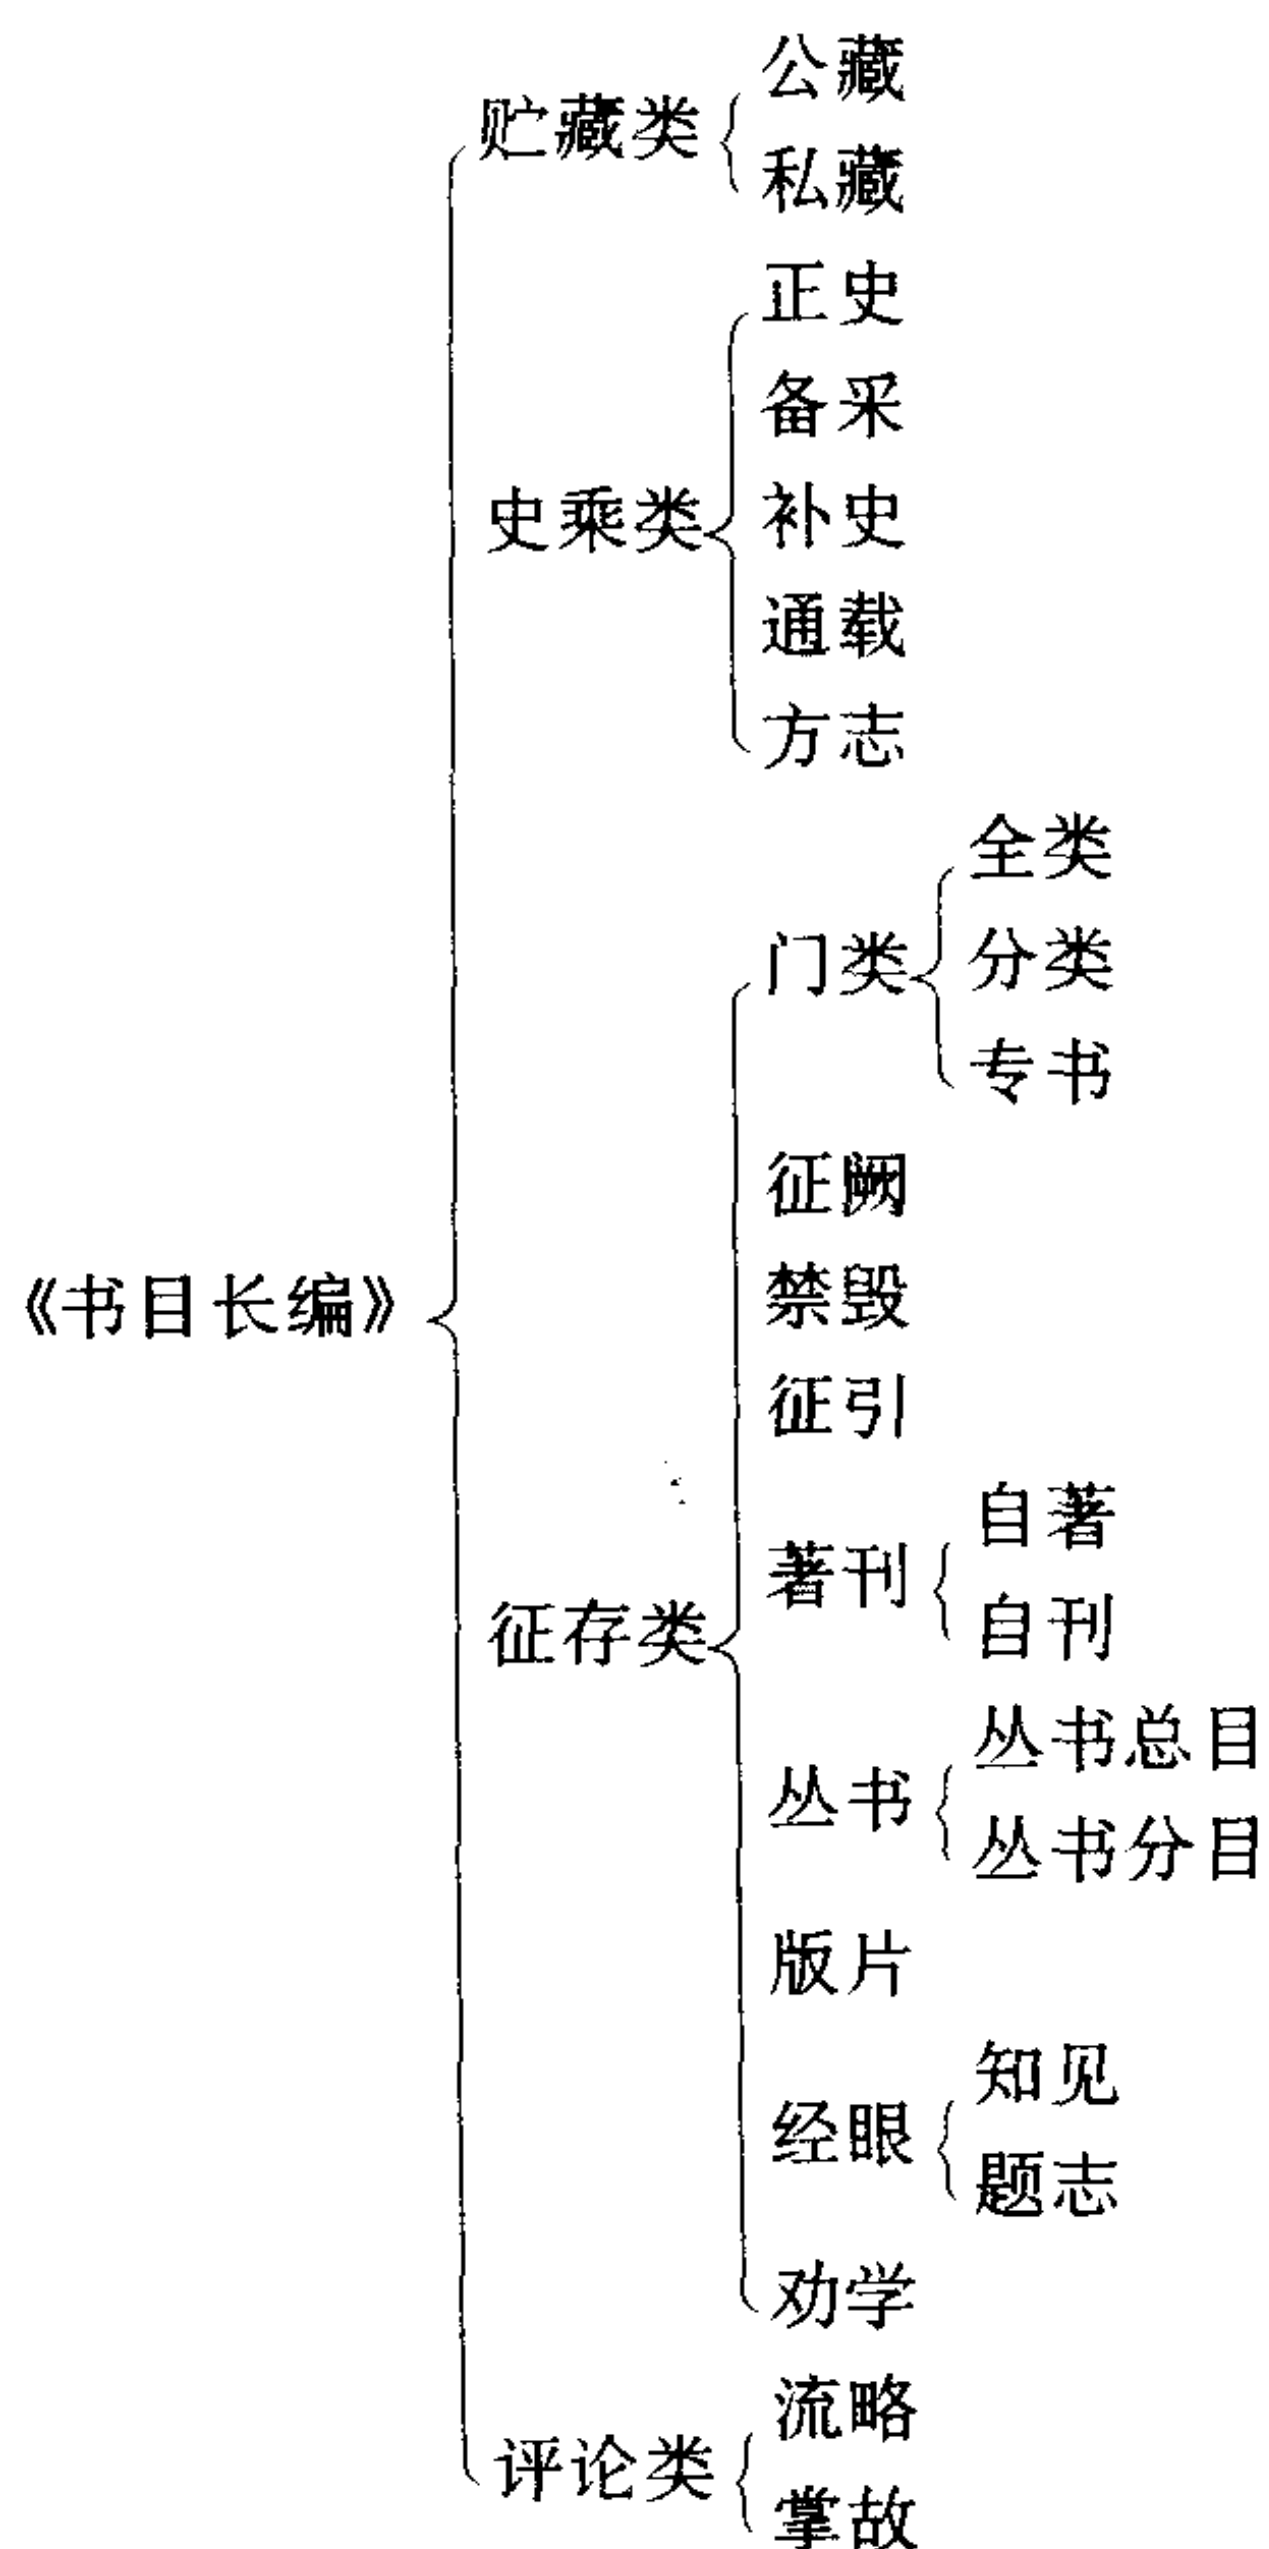 公藏
贮藏类
私藏
正史
备采
补史
史乘类
通载
方志
全类
门类
分类
专书
征阙
禁毁
《书目长编》
征引
自著
著刊
自刊
征存类
丛书总目
丛书
丛书分目
版片
知见
经眼
题志
劝学
流略
评论类
掌故